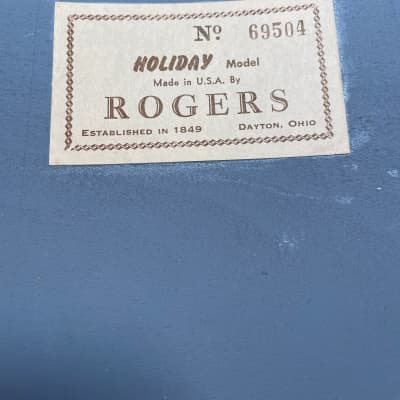 Nº 69504
HOLIDAY Model
Made in U.S.A. By
ROGERS
ESTABLISHED IN 1849 DAYTON, OHIO